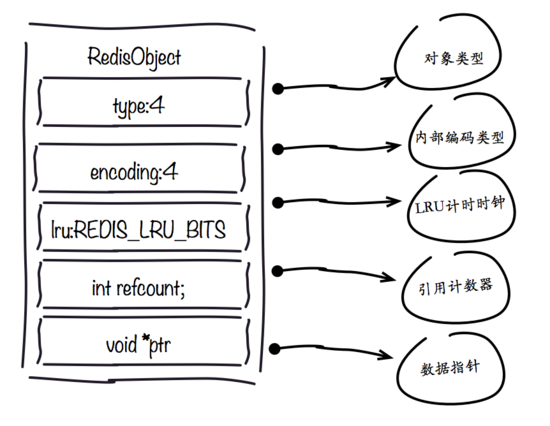 RedisObject
type:4
对象类型
encoding:4
内部编码类型
lru:REDIS_LRU_BITS
LRU计时时钟
int refcount;
引用计数器
void *ptr
数据指针